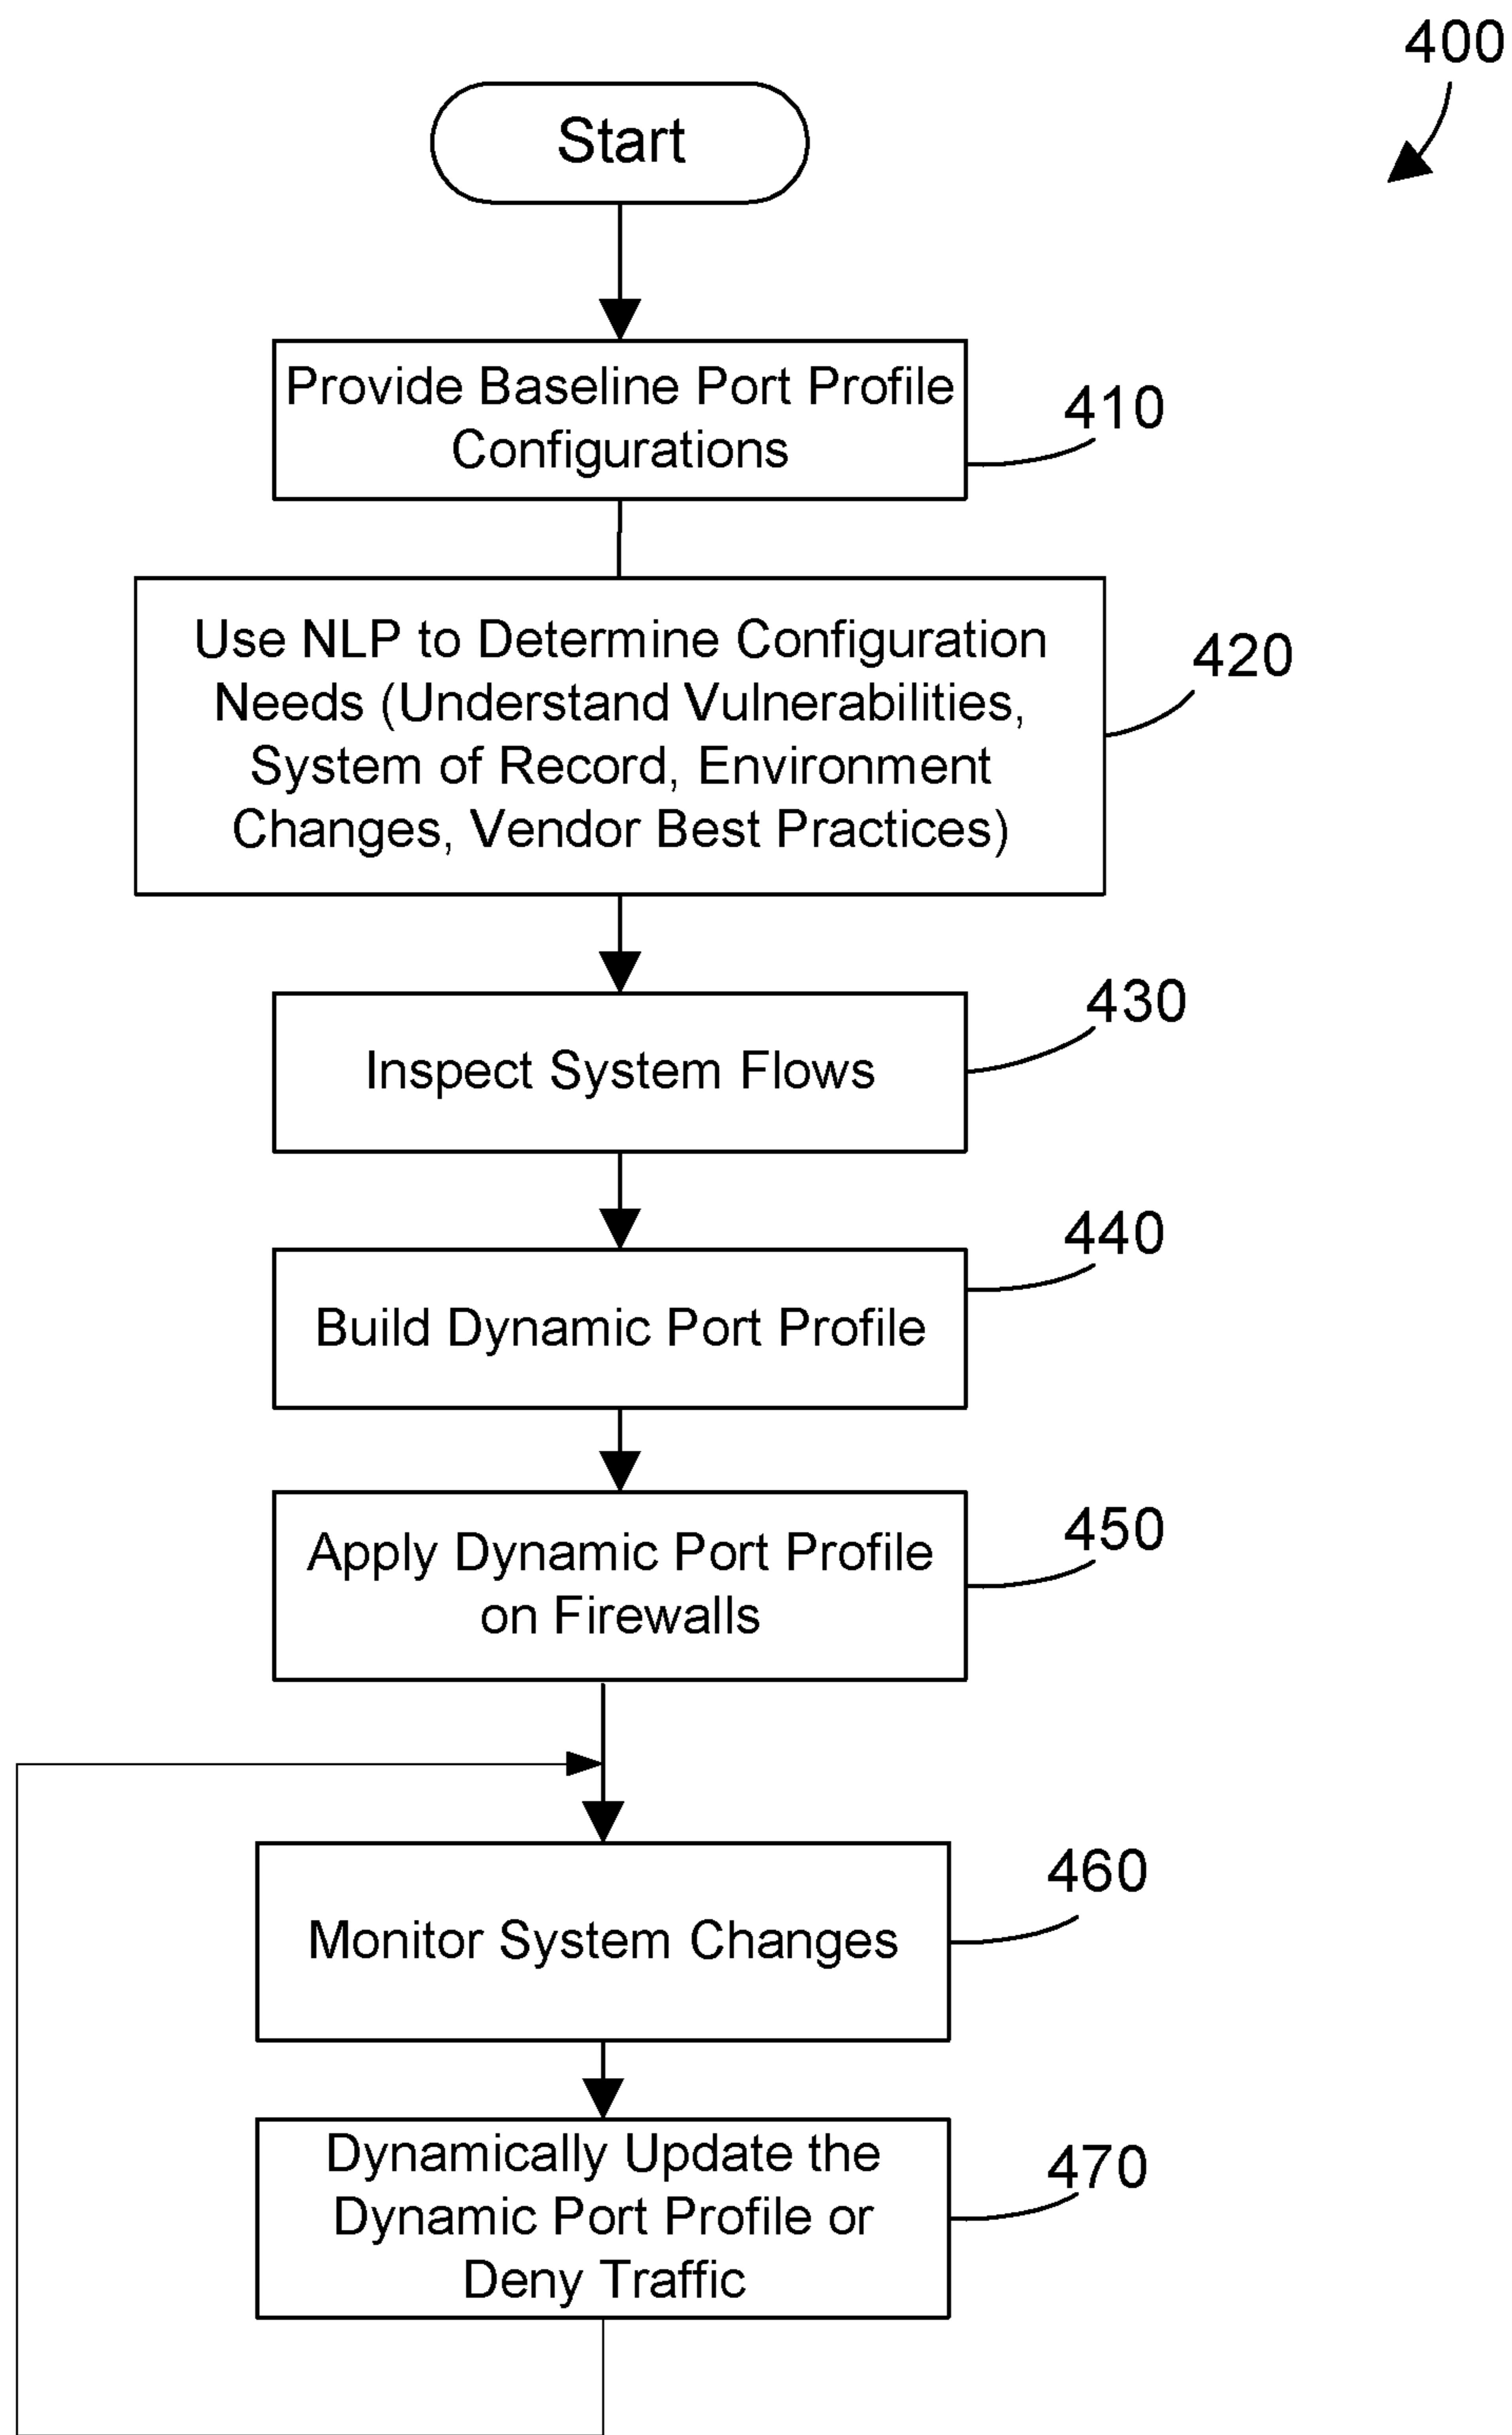 400
Start
Provide Baseline Port Profile
Configurations
410
Use NLP to Determine Configuration
Needs (Understand Vulnerabilities,
System of Record, Environment
Changes, Vendor Best Practices)
420
Inspect System Flows
430
Build Dynamic Port Profile
440
Apply Dynamic Port Profile
on Firewalls
450
Monitor System Changes
460
Dynamically Update the
Dynamic Port Profile or
Deny Traffic
470